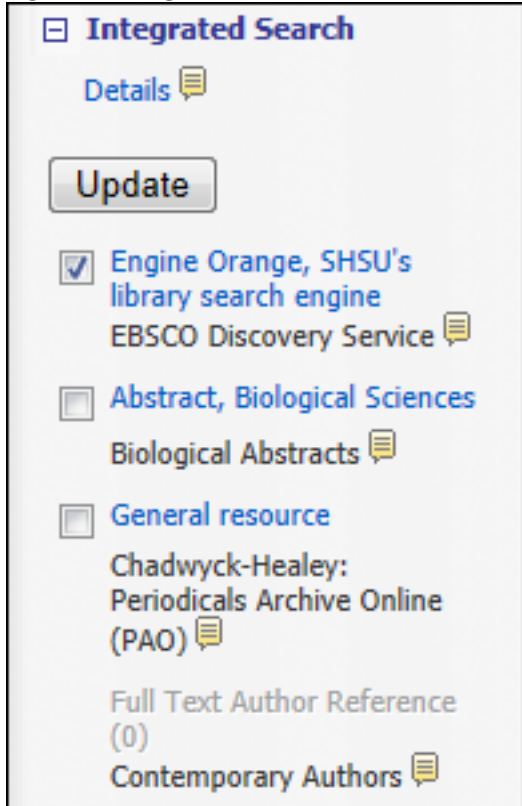 Integrated Search
Details
Update
Engine Orange, SHSU's
library search engine
EBSCO Discovery Service
Abstract, Biological Sciences
Biological Abstracts
General resource
Chadwyck-Healey:
Periodicals Archive Online
(PAO)
Full Text Author Reference
(0)
Contemporary Authors